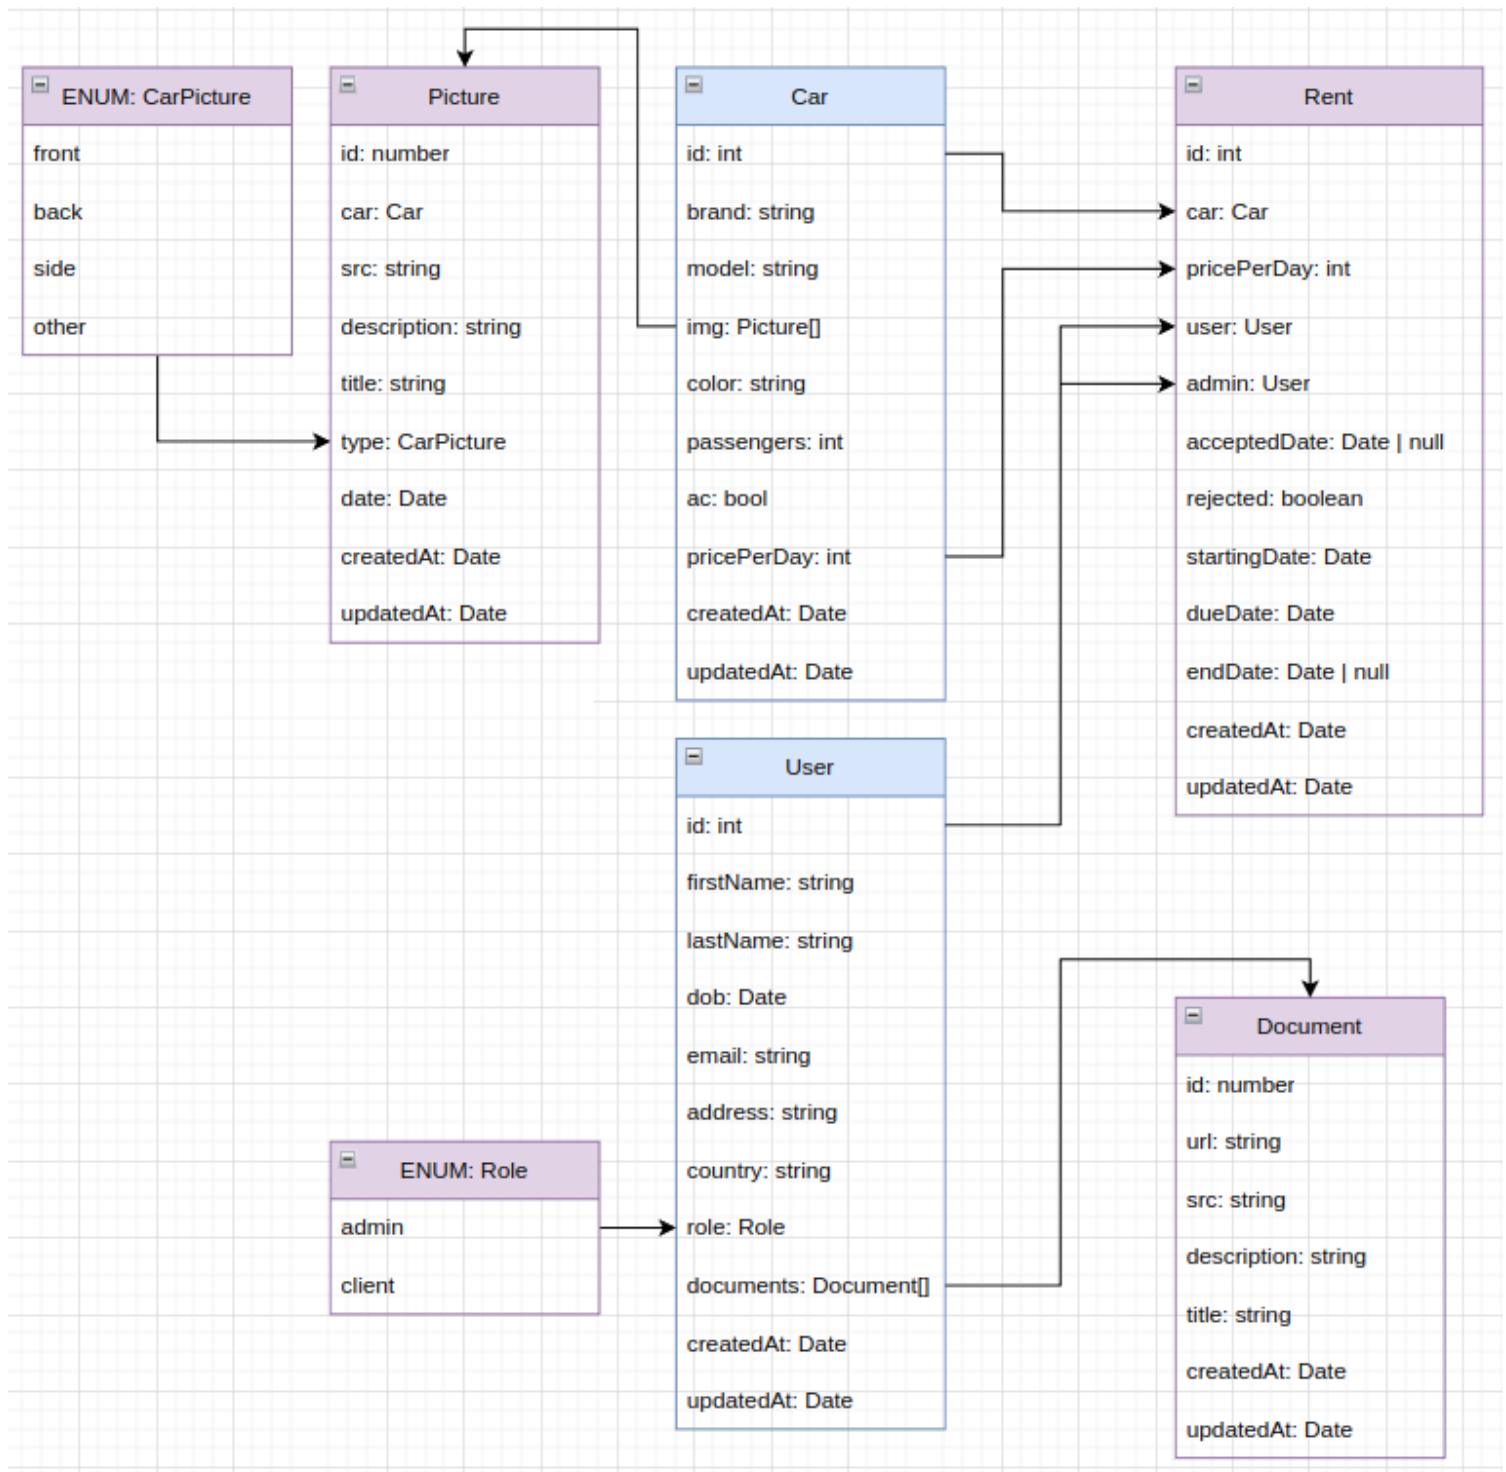 ENUM: CarPicture
front
back
side
other
Picture
id: number
car: Car
src: string
description: string
title: string
type: CarPicture
date: Date
createdAt: Date
updatedAt: Date
Car
id: int
brand: string
model: string
img: Picture[]
color: string
passengers: int
ac: bool
pricePerDay: int
createdAt: Date
updatedAt: Date
Rent
id: int
car: Car
pricePerDay: int
user: User
admin: User
acceptedDate: Date | null
rejected: boolean
startingDate: Date
dueDate: Date
endDate: Date | null
createdAt: Date
updatedAt: Date
User
id: int
firstName: string
lastName: string
dob: Date
email: string
address: string
country: string
role: Role
documents: Document[]
createdAt: Date
updatedAt: Date
ENUM: Role
admin
client
Document
id: number
url: string
src: string
description: string
title: string
createdAt: Date
updatedAt: Date